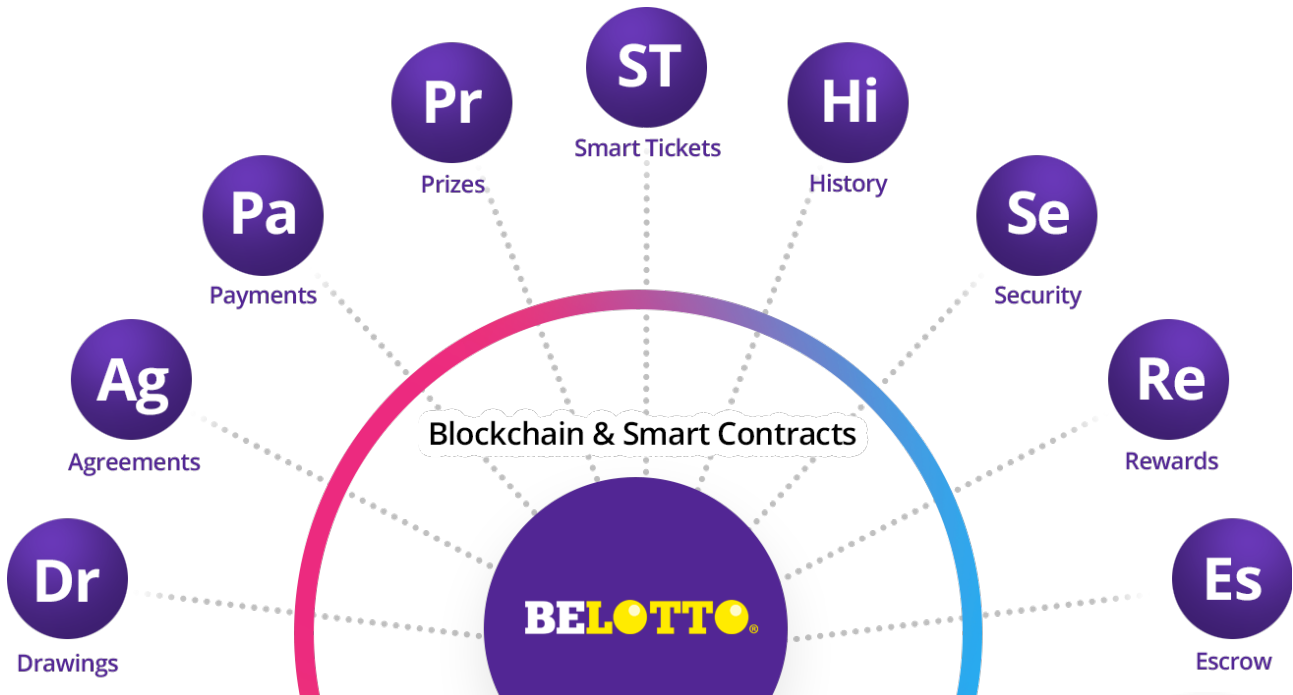 ST
Smart Tickets
Pr
Prizes
Hi
History
Pa
Payments
Se
Security
Ag
Agreements
Re
Rewards
Blockchain & Smart Contracts
Dr
Drawings
Es
Escrow
BELOTTO®